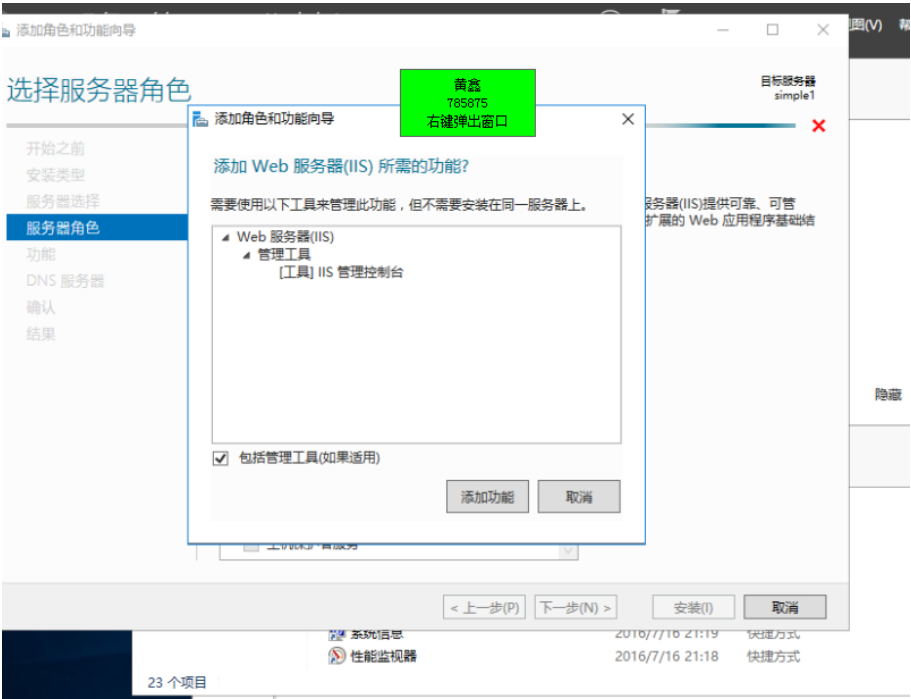 添加角色和功能向导
图(V) 帮
选择服务器角色
目标服务器
simple1
黄鑫
785875
右键弹出窗口
添加角色和功能向导
开始之前
安装类型
服务器选择
服务器角色
功能
DNS 服务器
确认
结果
添加 Web 服务器(IIS) 所需的功能?
需要使用以下工具来管理此功能，但不需要安装在同一服务器上。
Web 服务器(IIS)
管理工具
[工具] IIS 管理控制台
包括管理工具(如果适用)
添加功能
取消
服务器(IIS)提供可靠、可管
扩展的 Web 应用程序基础结
隐藏
< 上一步(P)
下一步(N) >
安装(I)
取消
系统信息 2016/7/16 21:19 快捷方式
性能监视器 2016/7/16 21:18 快捷方式
23 个项目